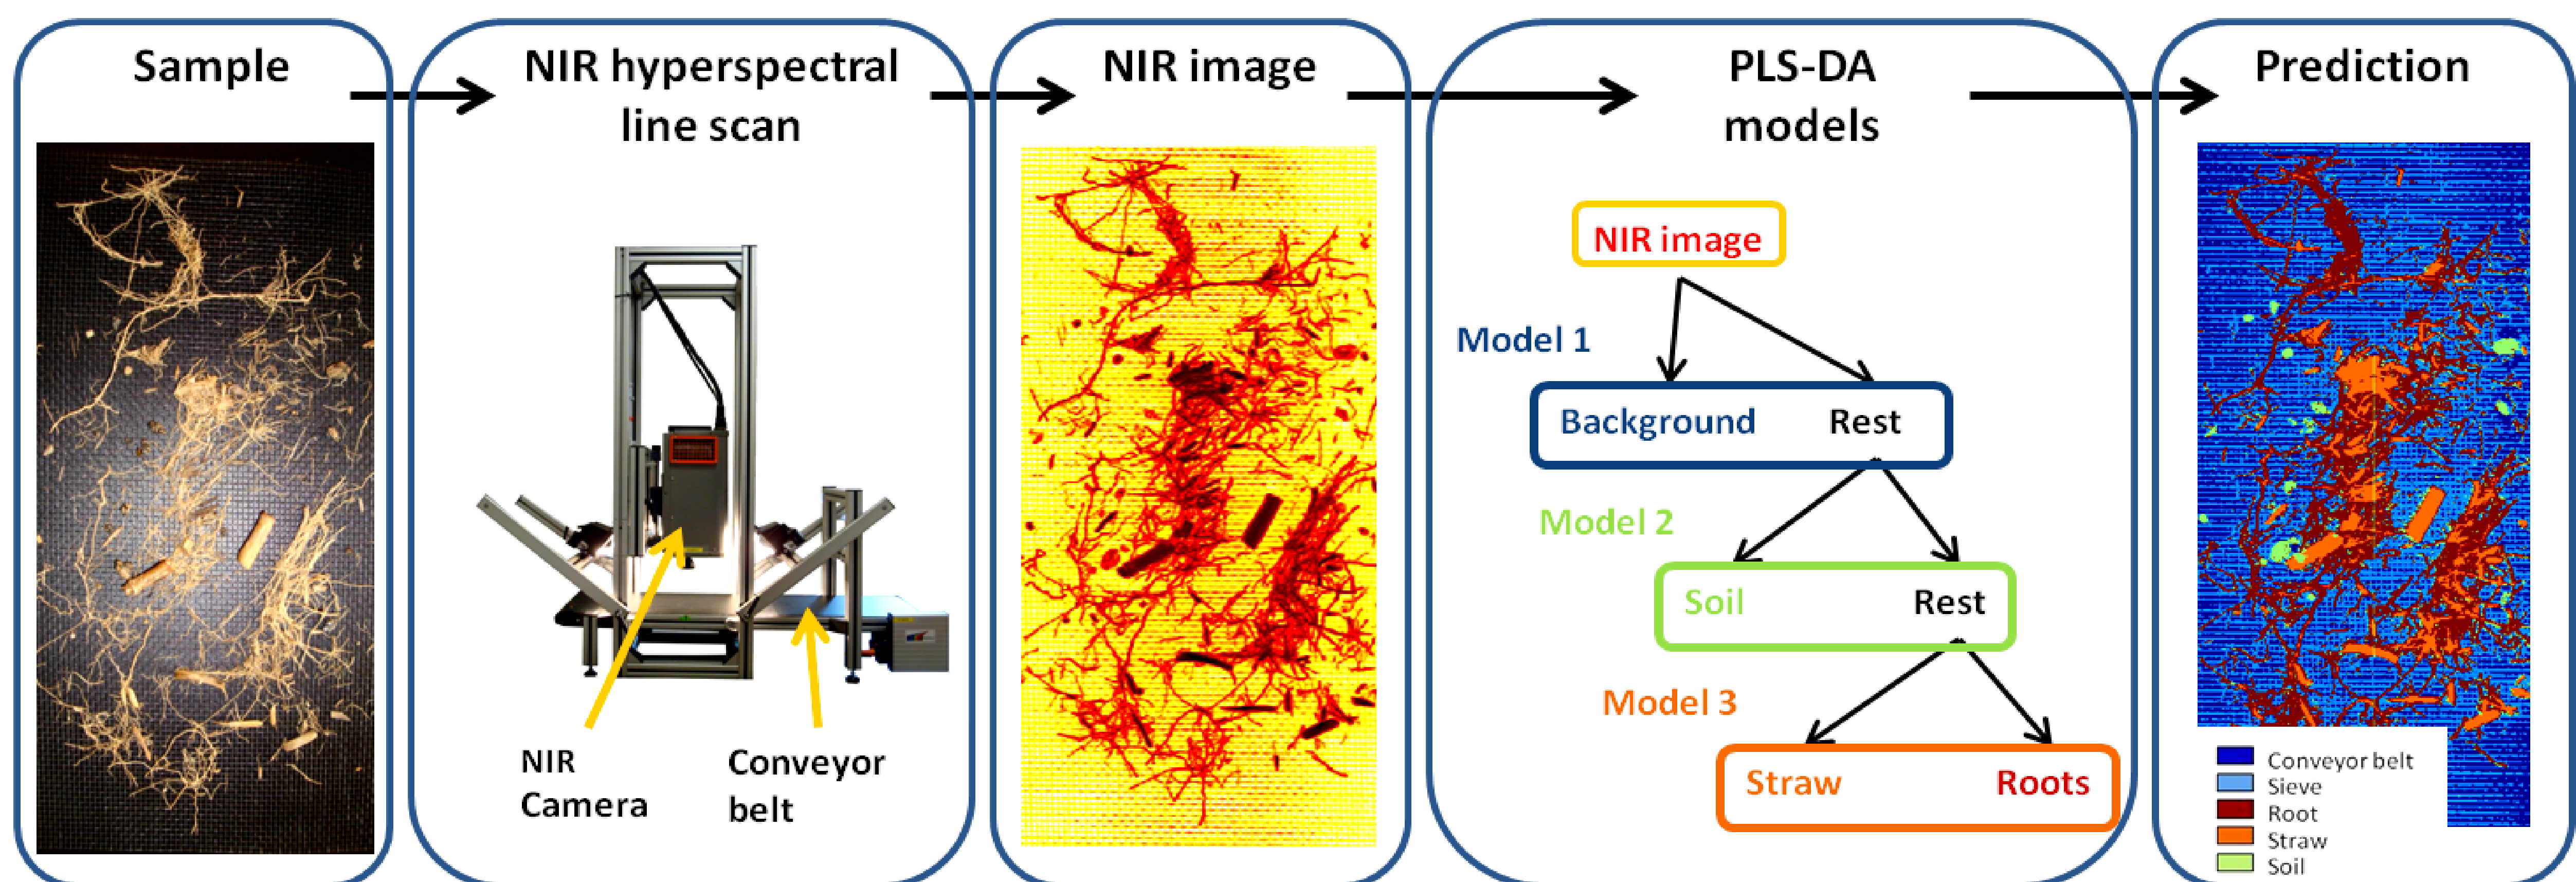 Sample
NIR hyperspectral
line scan
NIR
Camera
Conveyor
belt
NIR image
PLS-DA
models
NIR image
Model 1
Background Rest
Model 2
Soil Rest
Model 3
Straw Roots
Prediction
Conveyor belt
Sieve
Root
Straw
Soil